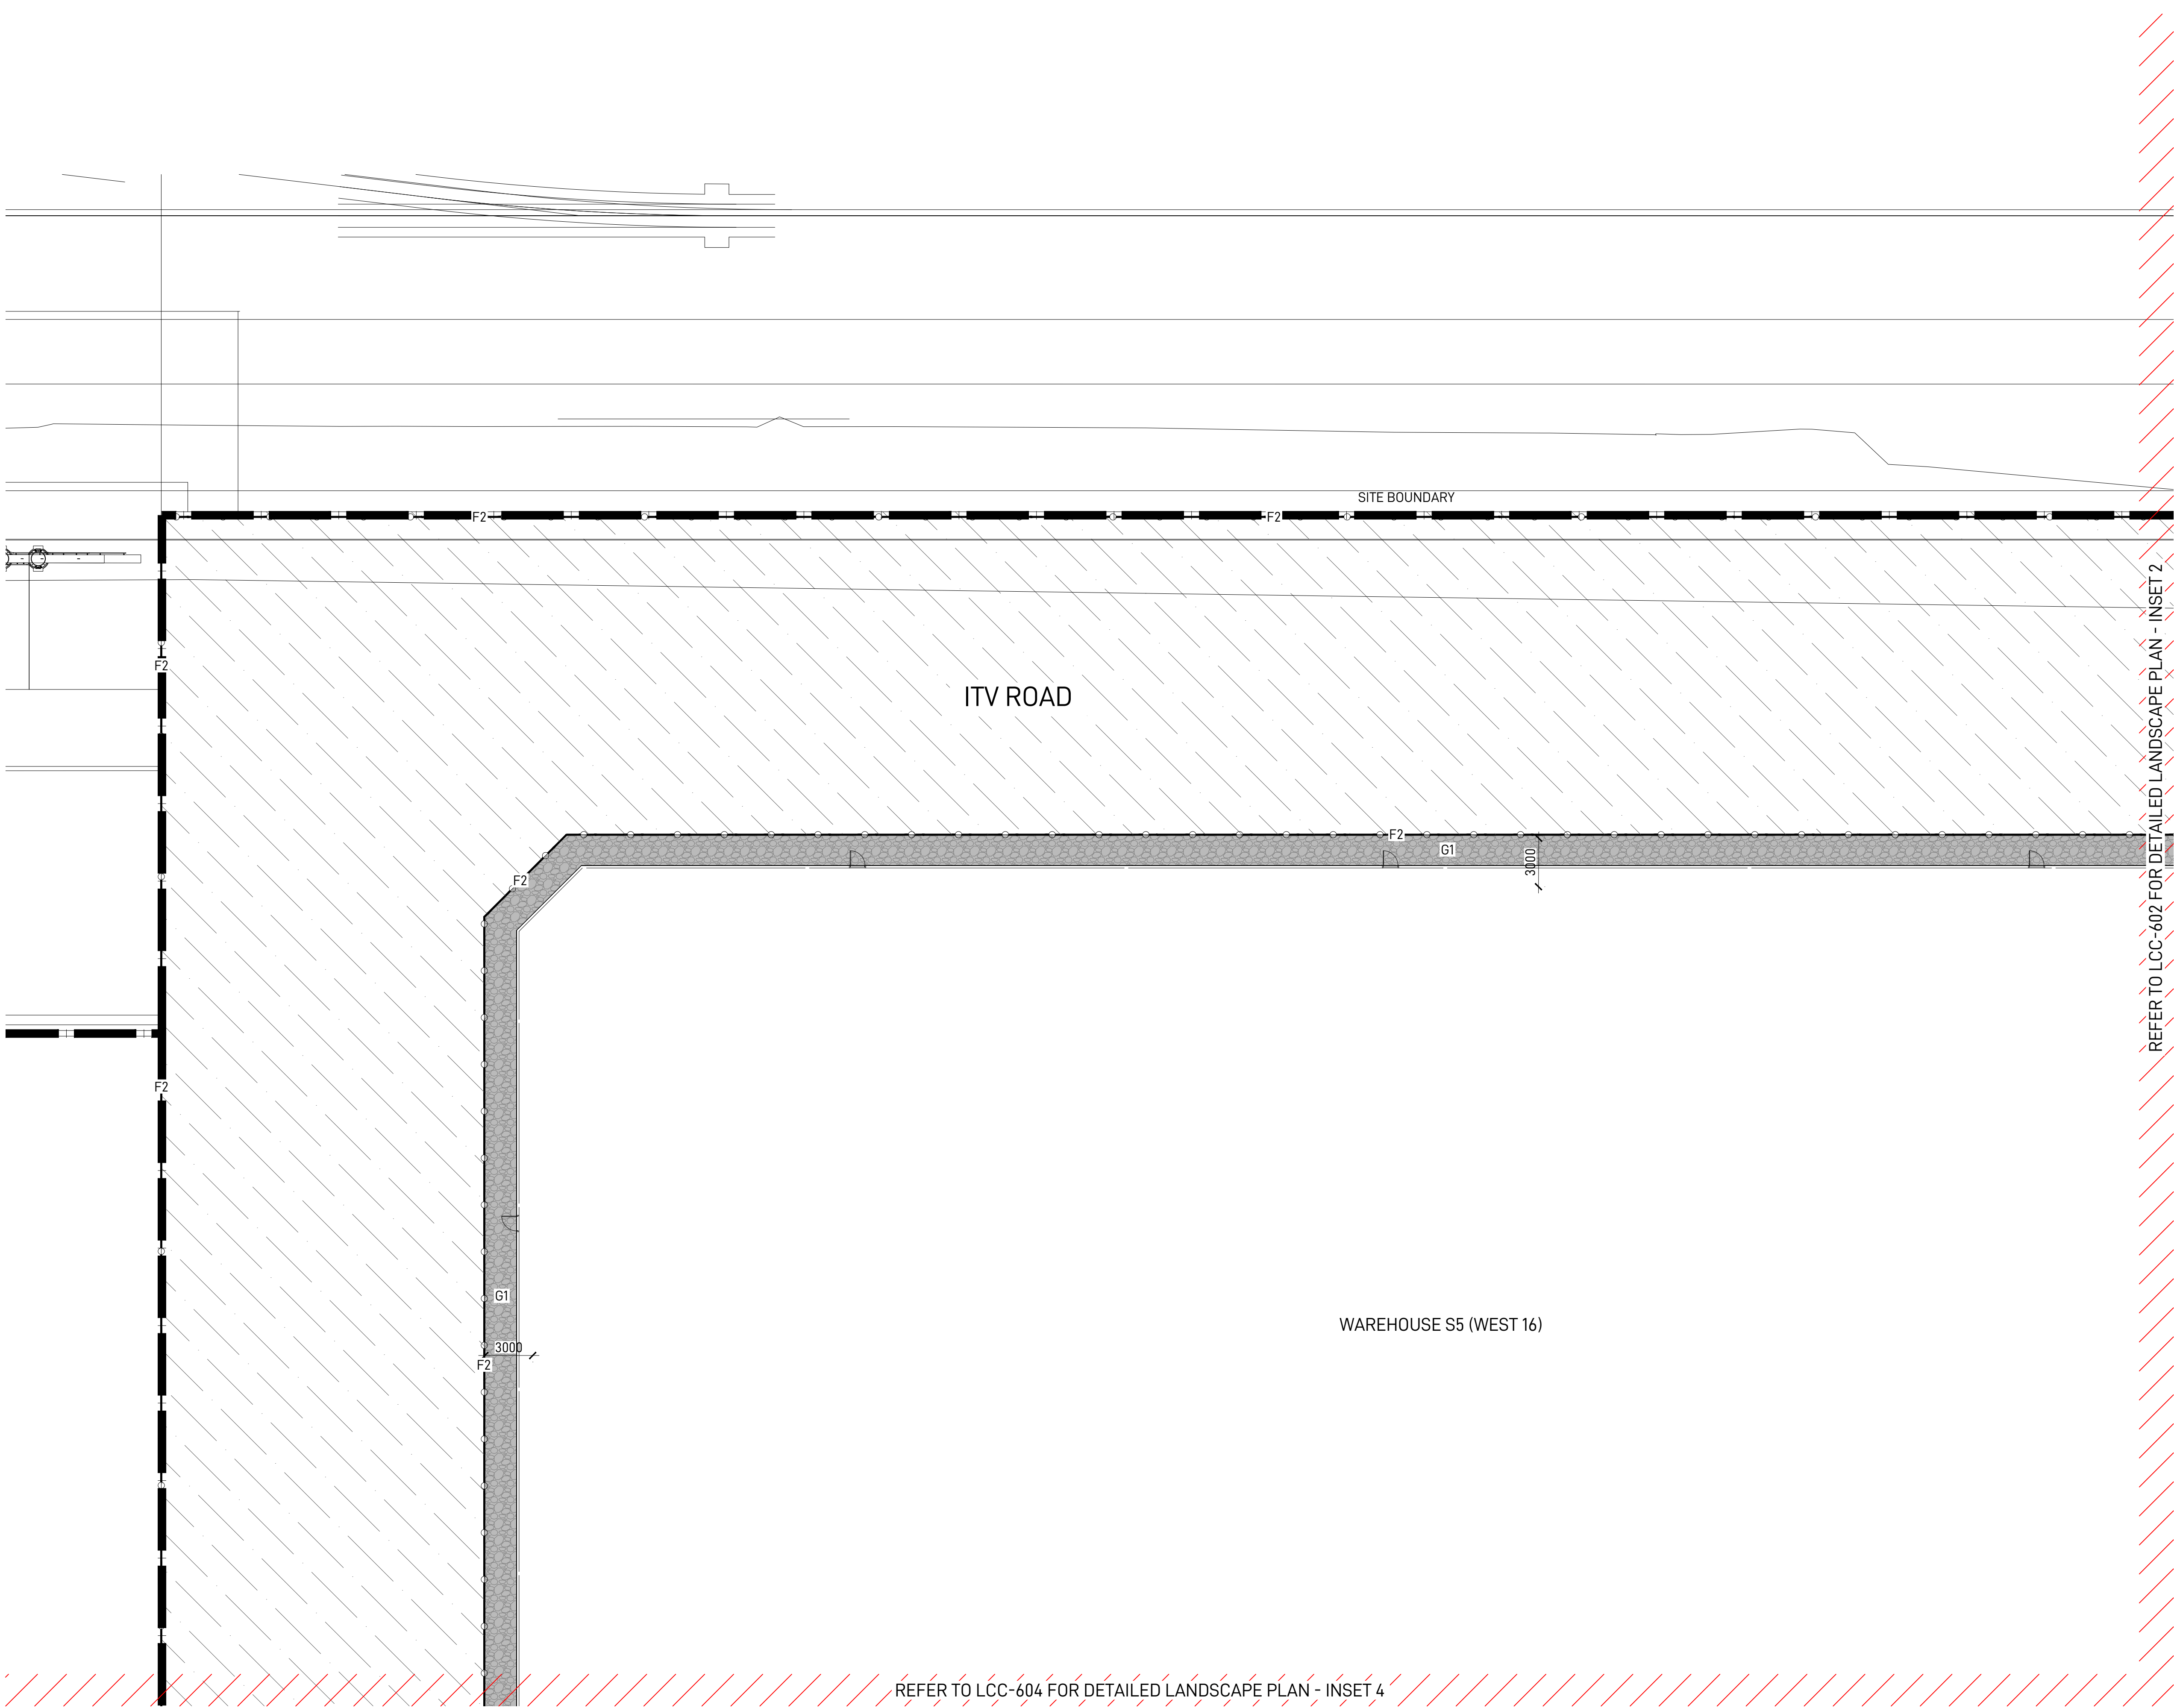 SITE BOUNDARY
F2
F2
F2
ITV ROAD
REFER TO LCC-602 FOR DETAILED LANDSCAPE PLAN - INSET 2
F2
G1
3000
F2
F2
G1
WAREHOUSE S5 (WEST 16)
3000
F2
REFER TO LCC-604 FOR DETAILED LANDSCAPE PLAN - INSET 4